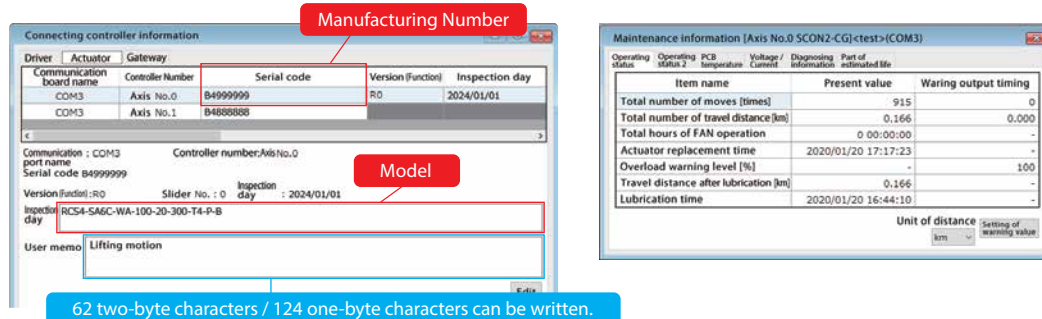 Manufacturing Number
Connecting controller information
Driver Actuator Gateway
Communication board name Controller Number Serial code Version (Function) Inspection day
COM3 Axis No.0 B4999999 R0 2024/01/01
COM3 Axis No.1 B4888888
Communication port name : COM3 Controller number:Axis No.0
Serial code B4999999
Model
Version (Function) : R0 Slider No. : 0 Inspection day : 2024/01/01
Inspection day RCS4-SA6C-WA-100-20-300-T4-P-B
User memo Lifting motion
Edit
62 two-byte characters / 124 one-byte characters can be written.
Maintenance information [Axis No.0 SCON2-CG]<test>(COM3)
Operating status Operating status 2 PCB temperature Voltage / Current Diagnosing information Part of estimated life
Item name Present value Waring output timing
Total number of moves [times] 915 0
Total number of travel distance [km] 0.166 0.000
Total hours of FAN operation 0 00:00:00 -
Actuator replacement time 2020/01/20 17:17:23 -
Overload warning level [%] - 100
Travel distance after lubrication [km] 0.166 -
Lubrication time 2020/01/20 16:44:10 -
Unit of distance
km
Setting of warning value